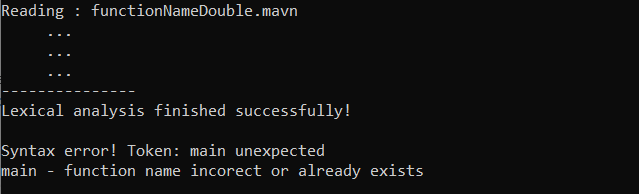 Reading : functionNameDouble.mavn
...
...
...
---------------
Lexical analysis finished successfully!
Syntax error! Token: main unexpected
main - function name incorect or already exists